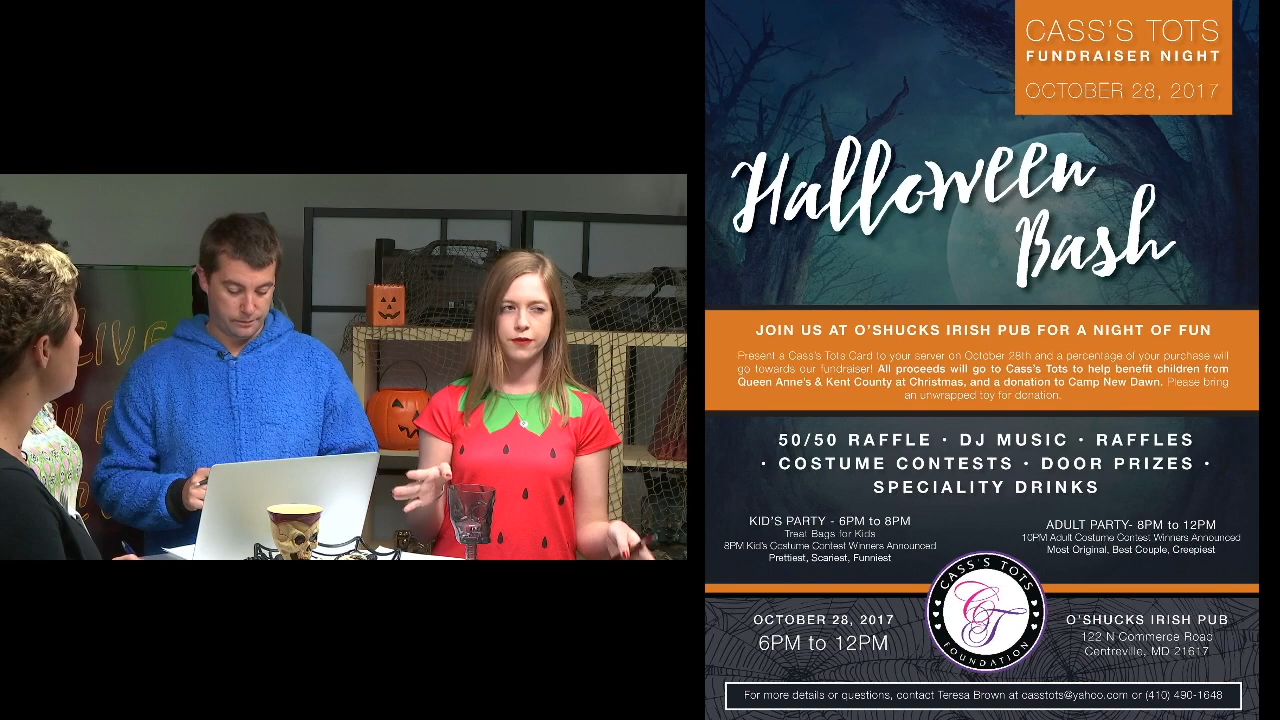 LIVE
CASS'S TOTS
FUNDRAISER NIGHT
OCTOBER 28, 2017
Halloween
Bash
JOIN US AT O'SHUCKS IRISH PUB FOR A NIGHT OF FUN
Present a Cass's Tots Card to your server on October 28th and a percentage of your purchase will
go towards our fundraiser! All proceeds will go to Cass's Tots to help benefit children from
Queen Anne's & Kent County at Christmas, and a donation to Camp New Dawn. Please bring
an unwrapped toy for donation.
50/50 RAFFLE • DJ MUSIC • RAFFLES
• COSTUME CONTESTS • DOOR PRIZES •
SPECIALITY DRINKS
KID'S PARTY - 6PM to 8PM
Treat Bags for Kids
8PM Kid's Costume Contest Winners Announced
Prettiest, Scariest, Funniest
ADULT PARTY- 8PM to 12PM
10PM Adult Costume Contest Winners Announced
Most Original, Best Couple, Creepiest
OCTOBER 28, 2017
6PM to 12PM
CASS'S TOTS
CT
FOUNDATION
O'SHUCKS IRISH PUB
122 N Commerce Road
Centreville, MD 21617
For more details or questions, contact Teresa Brown at casstots@yahoo.com or (410) 490-1648